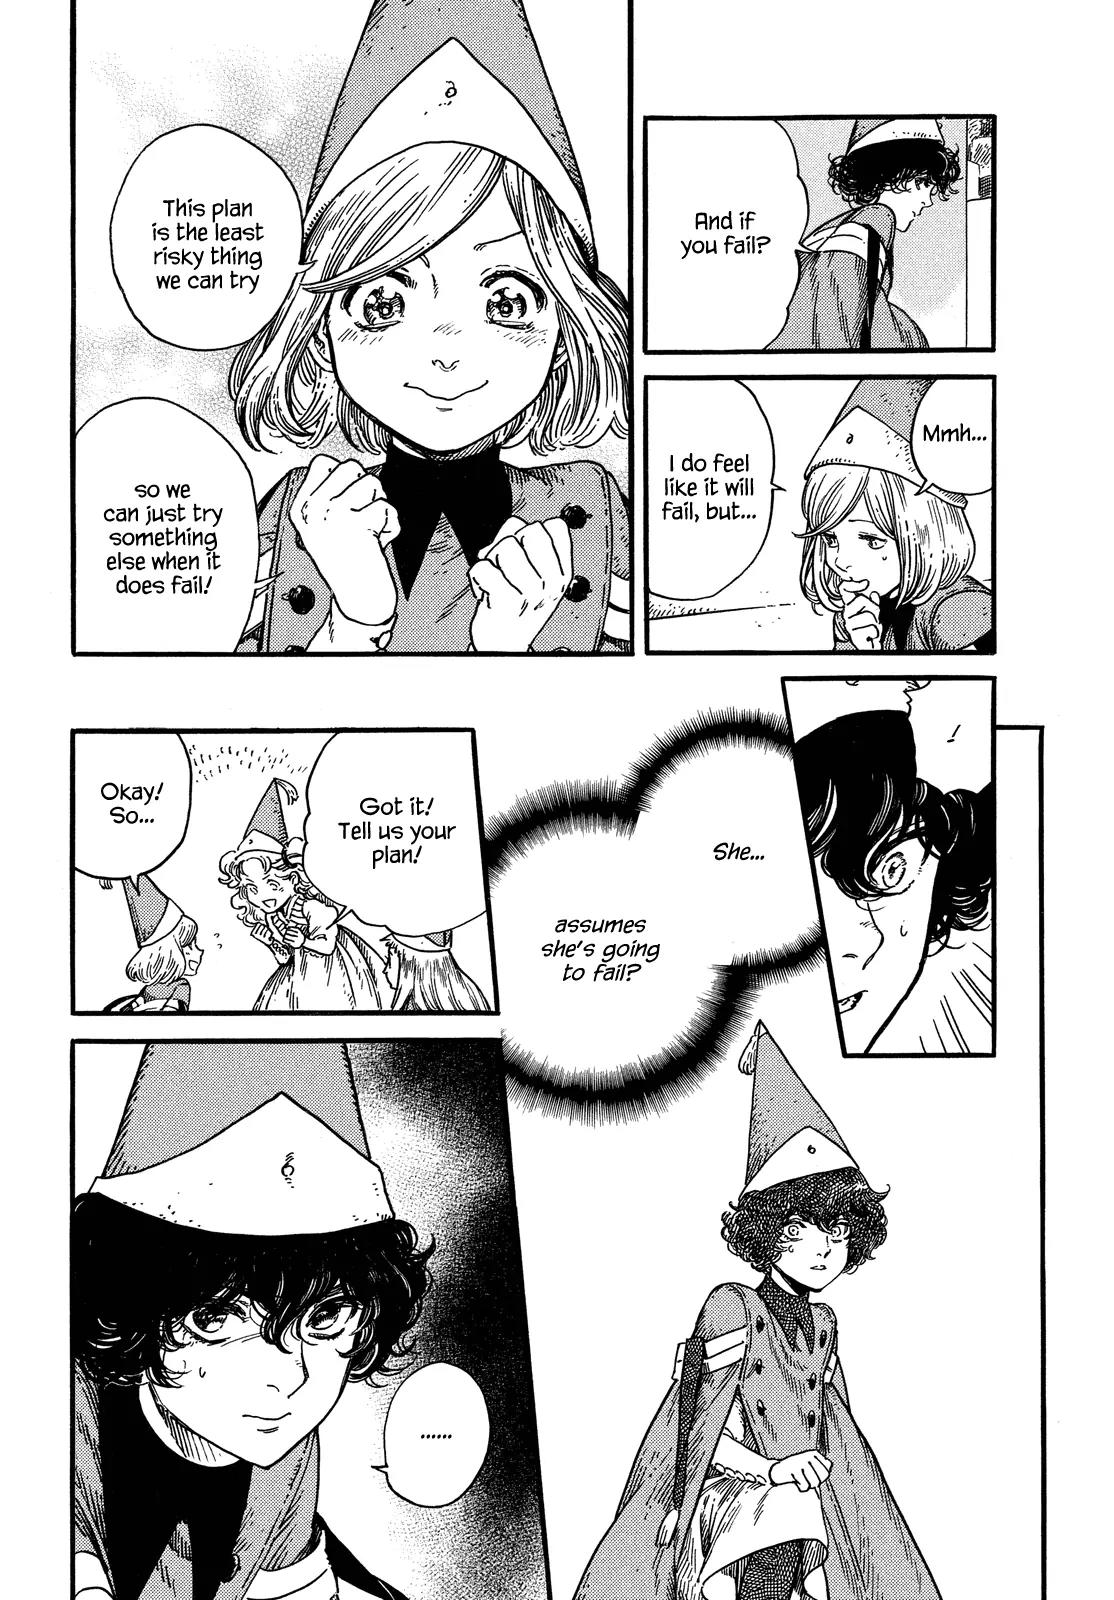 And if
you fail?
Mmh...
I do feel
like it will
fail, but...
This plan
is the least
risky thing
we can try
so we
can just try
something
else when it
does fail!
!
She...
assumes
she's going
to fail?
Got it!
Tell us your
plan!
Okay!
So...
......